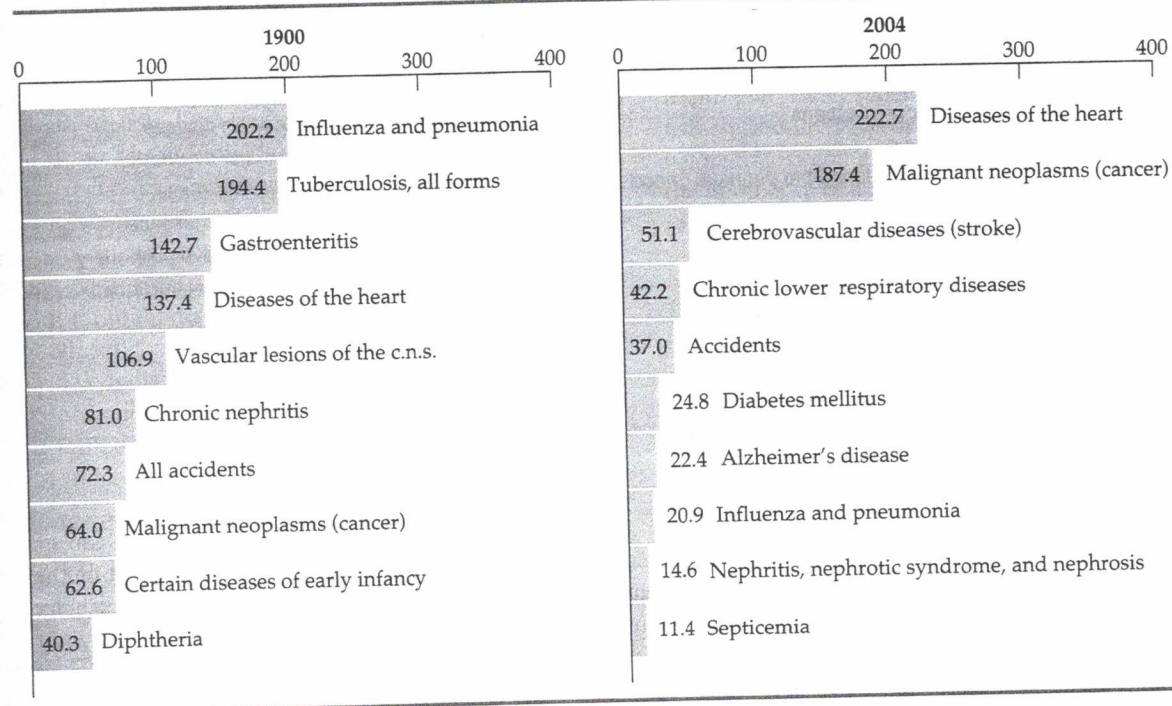 1900
0 100 200 300 400
202.2 Influenza and pneumonia
194.4 Tuberculosis, all forms
142.7 Gastroenteritis
137.4 Diseases of the heart
106.9 Vascular lesions of the c.n.s.
81.0 Chronic nephritis
72.3 All accidents
64.0 Malignant neoplasms (cancer)
62.6 Certain diseases of early infancy
40.3 Diphtheria
2004
0 100 200 300 400
222.7 Diseases of the heart
187.4 Malignant neoplasms (cancer)
51.1 Cerebrovascular diseases (stroke)
42.2 Chronic lower respiratory diseases
37.0 Accidents
24.8 Diabetes mellitus
22.4 Alzheimer's disease
20.9 Influenza and pneumonia
14.6 Nephritis, nephrotic syndrome, and nephrosis
11.4 Septicemia